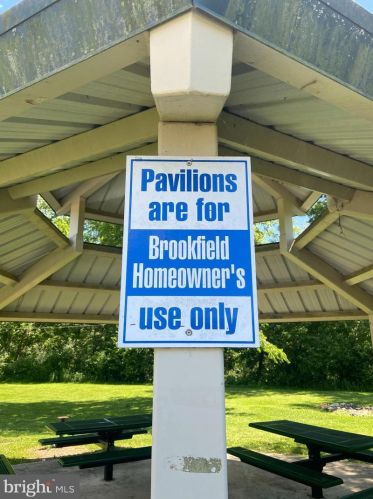 Pavilions
are for
Brookfield
Homeowner's
use only
bright MLS